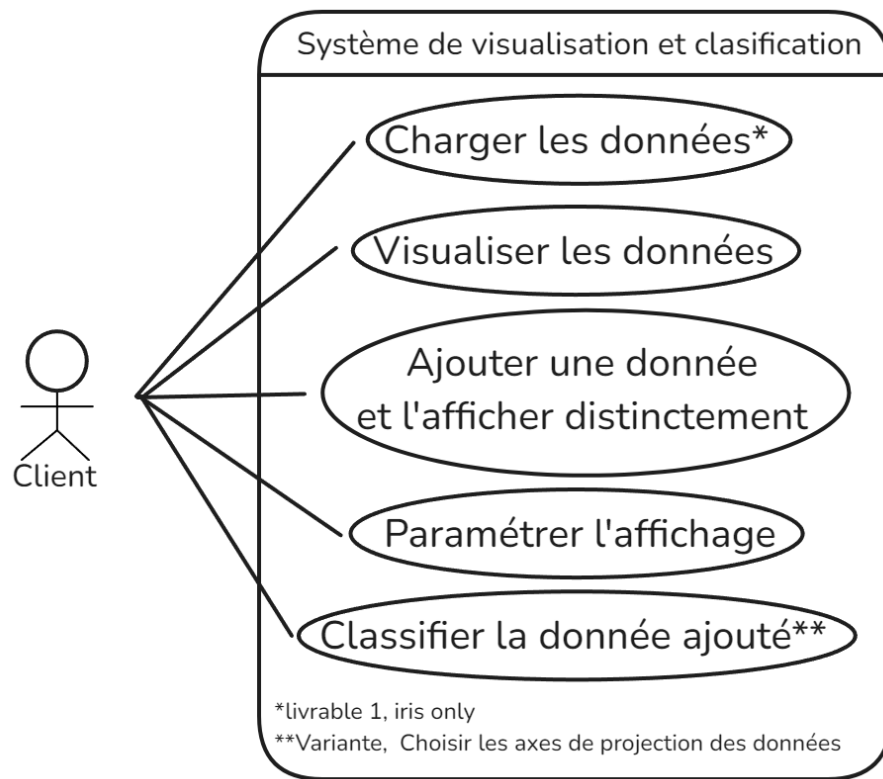 Système de visualisation et clasification
Charger les données*
Visualiser les données
Ajouter une donnée
et l'afficher distinctement
Client
Paramétrer l'affichage
Classifier la donnée ajouté**
*livrable 1, iris only
**Variante, Choisir les axes de projection des données